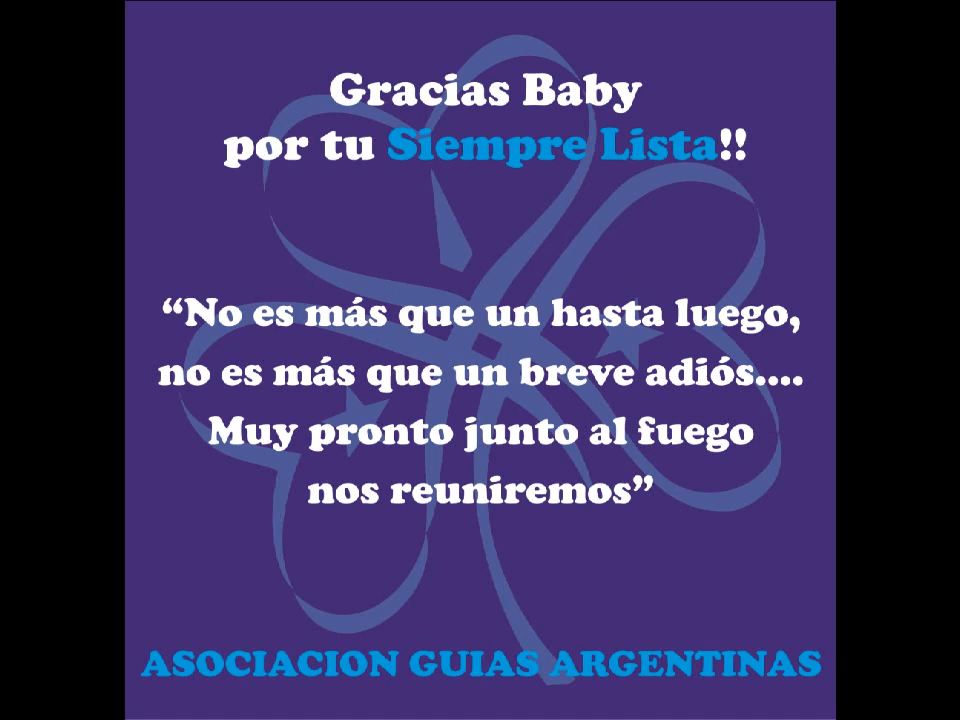 Gracias Baby
por tu Siempre Lista!!
“No es más que un hasta luego,
no es más que un breve adiós....
Muy pronto junto al fuego
nos reuniremos”
ASOCIACION GUIAS ARGENTINAS